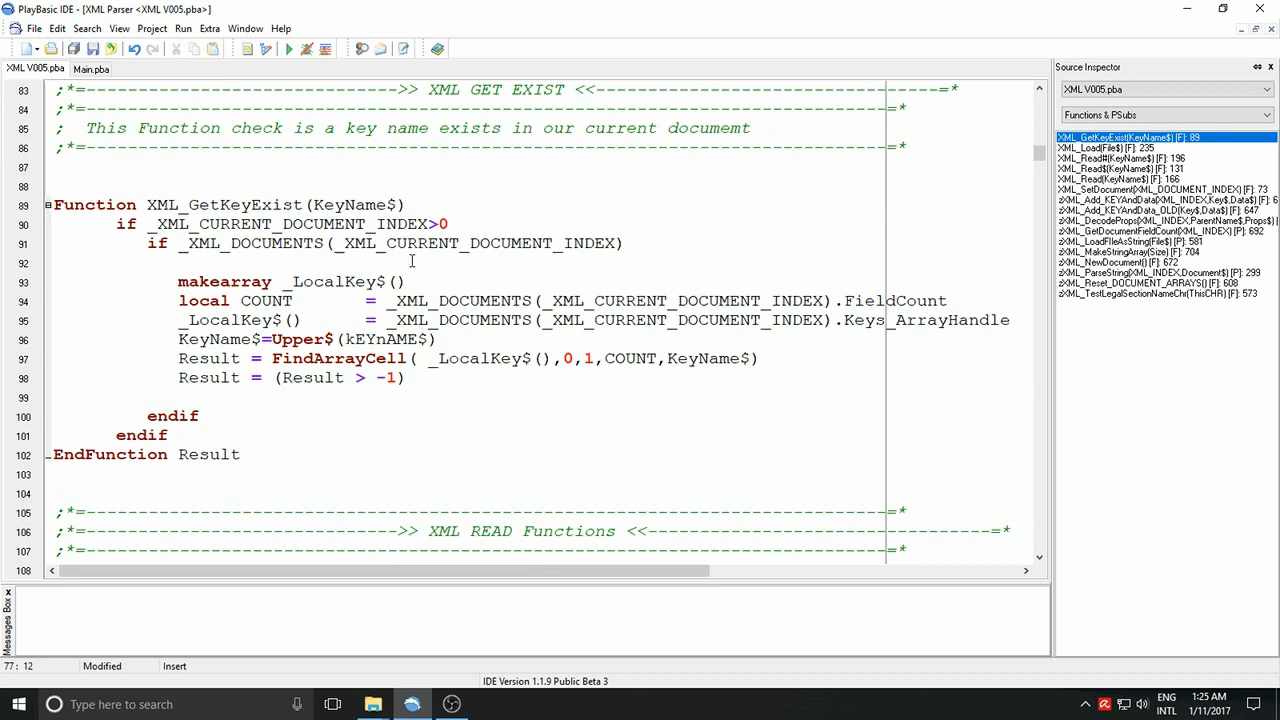 PlayBasic IDE - [XML Parser <XML V005.pba>]
File Edit Search View Project Run Extra Window Help
XML V005.pba Main.pba
83 ;*=------------------------------>> XML GET EXIST <<---------------------------------=*
84 ;*=-----------------------------------------------------------------------------=*
85 ; This Function check is a key name exists in our current documemt
86 ;*=-----------------------------------------------------------------------------=*
87
88
89 Function XML_GetKeyExist(KeyName$)
90 if _XML_CURRENT_DOCUMENT_INDEX>0
91 if _XML_DOCUMENTS(_XML_CURRENT_DOCUMENT_INDEX)
92
93 makearray _LocalKey$()
94 local COUNT = _XML_DOCUMENTS(_XML_CURRENT_DOCUMENT_INDEX).FieldCount
95 _LocalKey$() = _XML_DOCUMENTS(_XML_CURRENT_DOCUMENT_INDEX).Keys_ArrayHandle
96 KeyName$=Upper$(kEYnAME$)
97 Result = FindArrayCell( _LocalKey$(),0,1,COUNT,KeyName$)
98 Result = (Result > -1)
99
100 endif
101 endif
102 EndFunction Result
103
104
105 ;*=-----------------------------------------------------------------------------=*
106 ;*=------------------------------>> XML READ Functions <<---------------------------------=*
107 ;*=-----------------------------------------------------------------------------=*
108
Source Inspector
XML V005.pba
Functions & PSubs
XML_GetKeyExist(KeyName$) [F]: 89
XML_Load(File$) [F]: 235
XML_Read#(KeyName$) [F]: 196
XML_Read$(KeyName$) [F]: 131
XML_Read(KeyName$) [F]: 166
XML_SetDocument(XML_DOCUMENT_INDEX) [F]: 73
zXML_Add_KEYAndData(XML_INDEX,Key$,Data$) [F]: 6
zXML_Add_KEYAndData_OLD(Key$,Data$) [F]: 647
zXML_DecodeProps(XML_INDEX,ParentName$,Props$)
zXML_GetDocumentFieldCount(XML_INDEX) [F]: 692
zXML_LoadFIleAsString(File$) [F]: 581
zXML_MakeStringArray(Size) [F]: 704
zXML_NewDocument() [F]: 672
zXML_ParseString(XML_INDEX,Document$) [F]: 299
zXML_Reset_DOCUMENT_ARRAYS() [F]: 608
zXML_TestLegalSectionNameChr(ThisCHR) [F]: 573
Messages Box
77: 12 Modified Insert
IDE Version 1.1.9 Public Beta 3
Type here to search
ENG
INTL
1:25 AM
1/11/2017